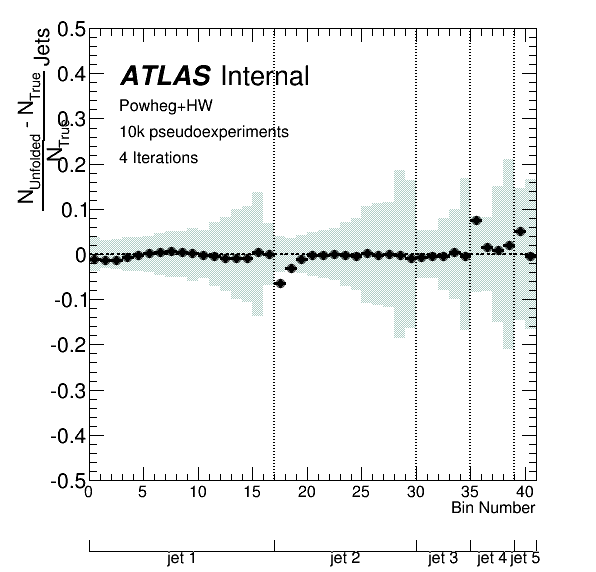 N_Unfolded - N_True
N_True
Jets
0.5
0.4
0.3
0.2
0.1
0
-0.1
-0.2
-0.3
-0.4
-0.5
ATLAS Internal
Powheg+HW
10k pseudoexperiments
4 Iterations
0 5 10 15 20 25 30 35 40
Bin Number
jet 1 jet 2 jet 3 jet 4 jet 5